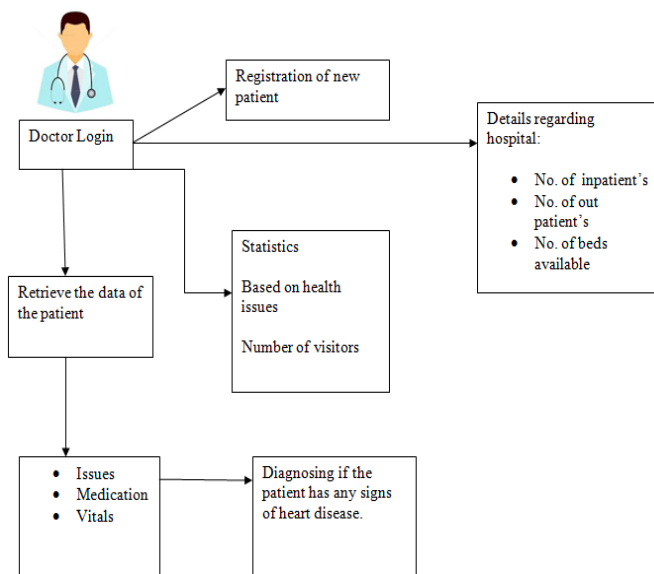 Registration of new
patient
Doctor Login
Details regarding
hospital:
• No. of inpatient’s
• No. of out
patient’s
• No. of beds
available
Statistics
Based on health
issues
Number of visitors
Retrieve the data of
the patient
• Issues
• Medication
• Vitals
Diagnosing if the
patient has any signs
of heart disease.